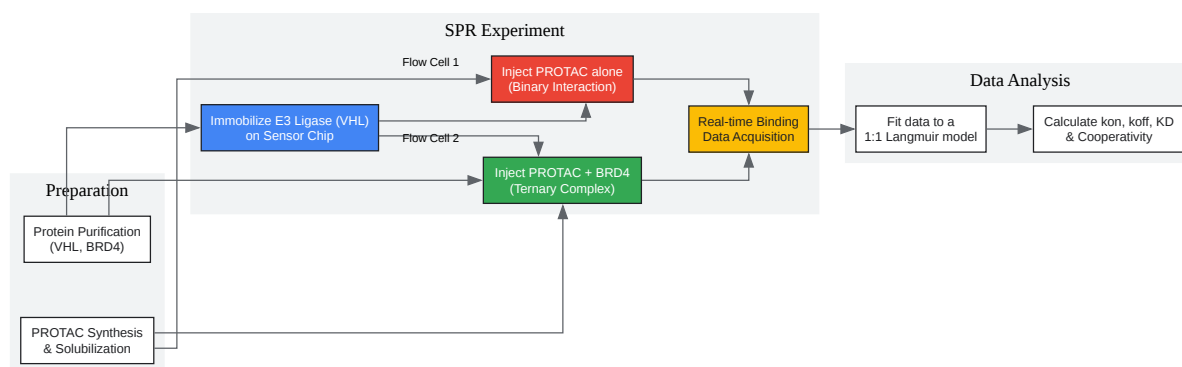 SPR Experiment
Flow Cell 1
Inject PROTAC alone
(Binary Interaction)
Data Analysis
Immobilize E3 Ligase (VHL)
on Sensor Chip
Flow Cell 2
Real-time Binding
Data Acquisition
Fit data to a
1:1 Langmuir model
Calculate kon, koff, KD
& Cooperativity
Inject PROTAC + BRD4
(Ternary Complex)
Preparation
Protein Purification
(VHL, BRD4)
PROTAC Synthesis
& Solubilization